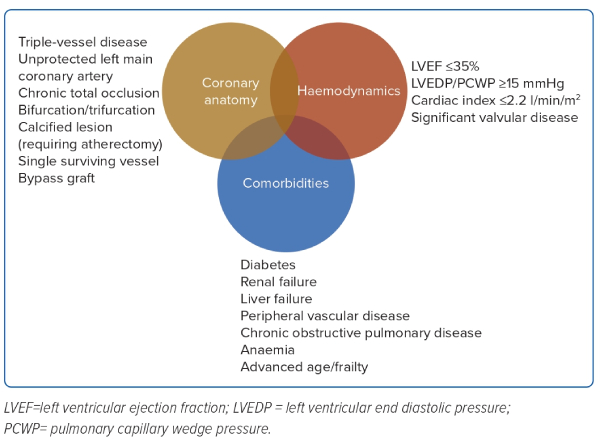 Triple-vessel disease
Unprotected left main
coronary artery
Chronic total occlusion
Bifurcation/trifurcation
Calcified lesion
(requiring atherectomy)
Single surviving vessel
Bypass graft
Coronary
anatomy
Haemodynamics
LVEF ≤35%
LVEDP/PCWP ≥15 mmHg
Cardiac index ≤2.2 l/min/m²
Significant valvular disease
Comorbidities
Diabetes
Renal failure
Liver failure
Peripheral vascular disease
Chronic obstructive pulmonary disease
Anaemia
Advanced age/frailty
LVEF=left ventricular ejection fraction; LVEDP = left ventricular end diastolic pressure;
PCWP= pulmonary capillary wedge pressure.